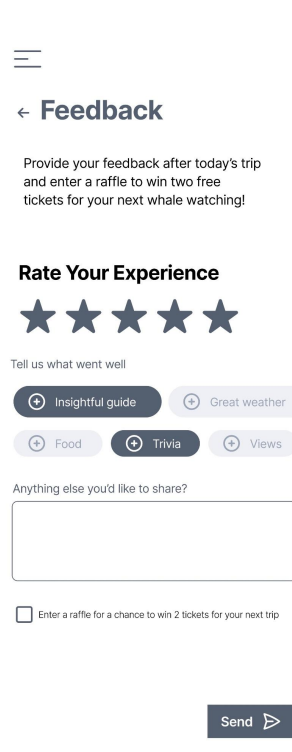 Feedback
Provide your feedback after today's trip
and enter a raffle to win two free
tickets for your next whale watching!
Rate Your Experience
Tell us what went well
Insightful guide
Great weather
Food
Trivia
Views
Anything else you'd like to share?
Enter a raffle for a chance to win 2 tickets for your next trip
Send